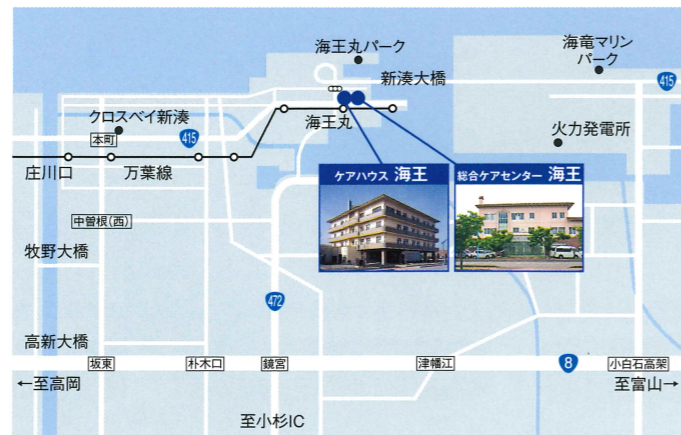 海王丸パーク
海竜マリン
パーク
新湊大橋
415
クロスベイ新湊
本町
415
海王丸
火力発電所
庄川口
万葉線
ケアハウス 海王
総合ケアセンター 海王
中曽根(西)
牧野大橋
472
高新大橋
坂東
朴木口
鏡宮
津幡江
8
小白石高架
←至高岡
至富山→
至小杉IC